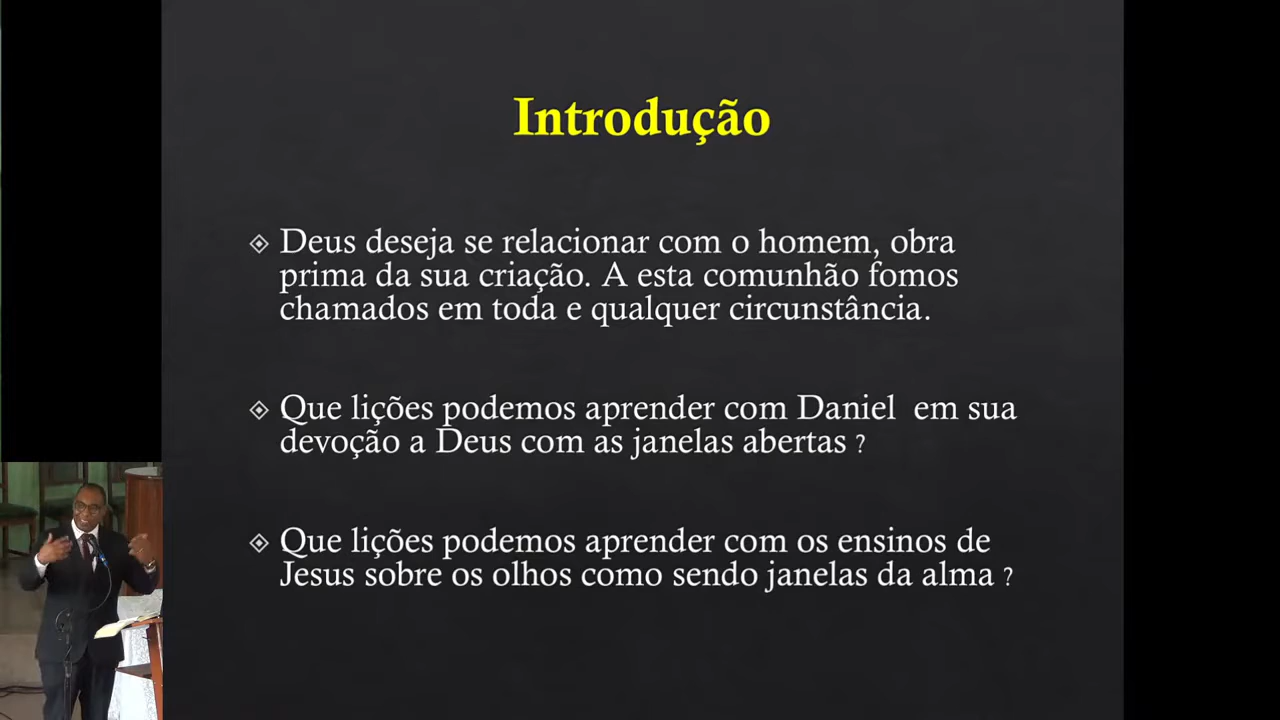 Introdução
Deus deseja se relacionar com o homem, obra
prima da sua criação. A esta comunhão fomos
chamados em toda e qualquer circunstância.
Que lições podemos aprender com Daniel em sua
devoção a Deus com as janelas abertas ?
Que lições podemos aprender com os ensinos de
Jesus sobre os olhos como sendo janelas da alma ?